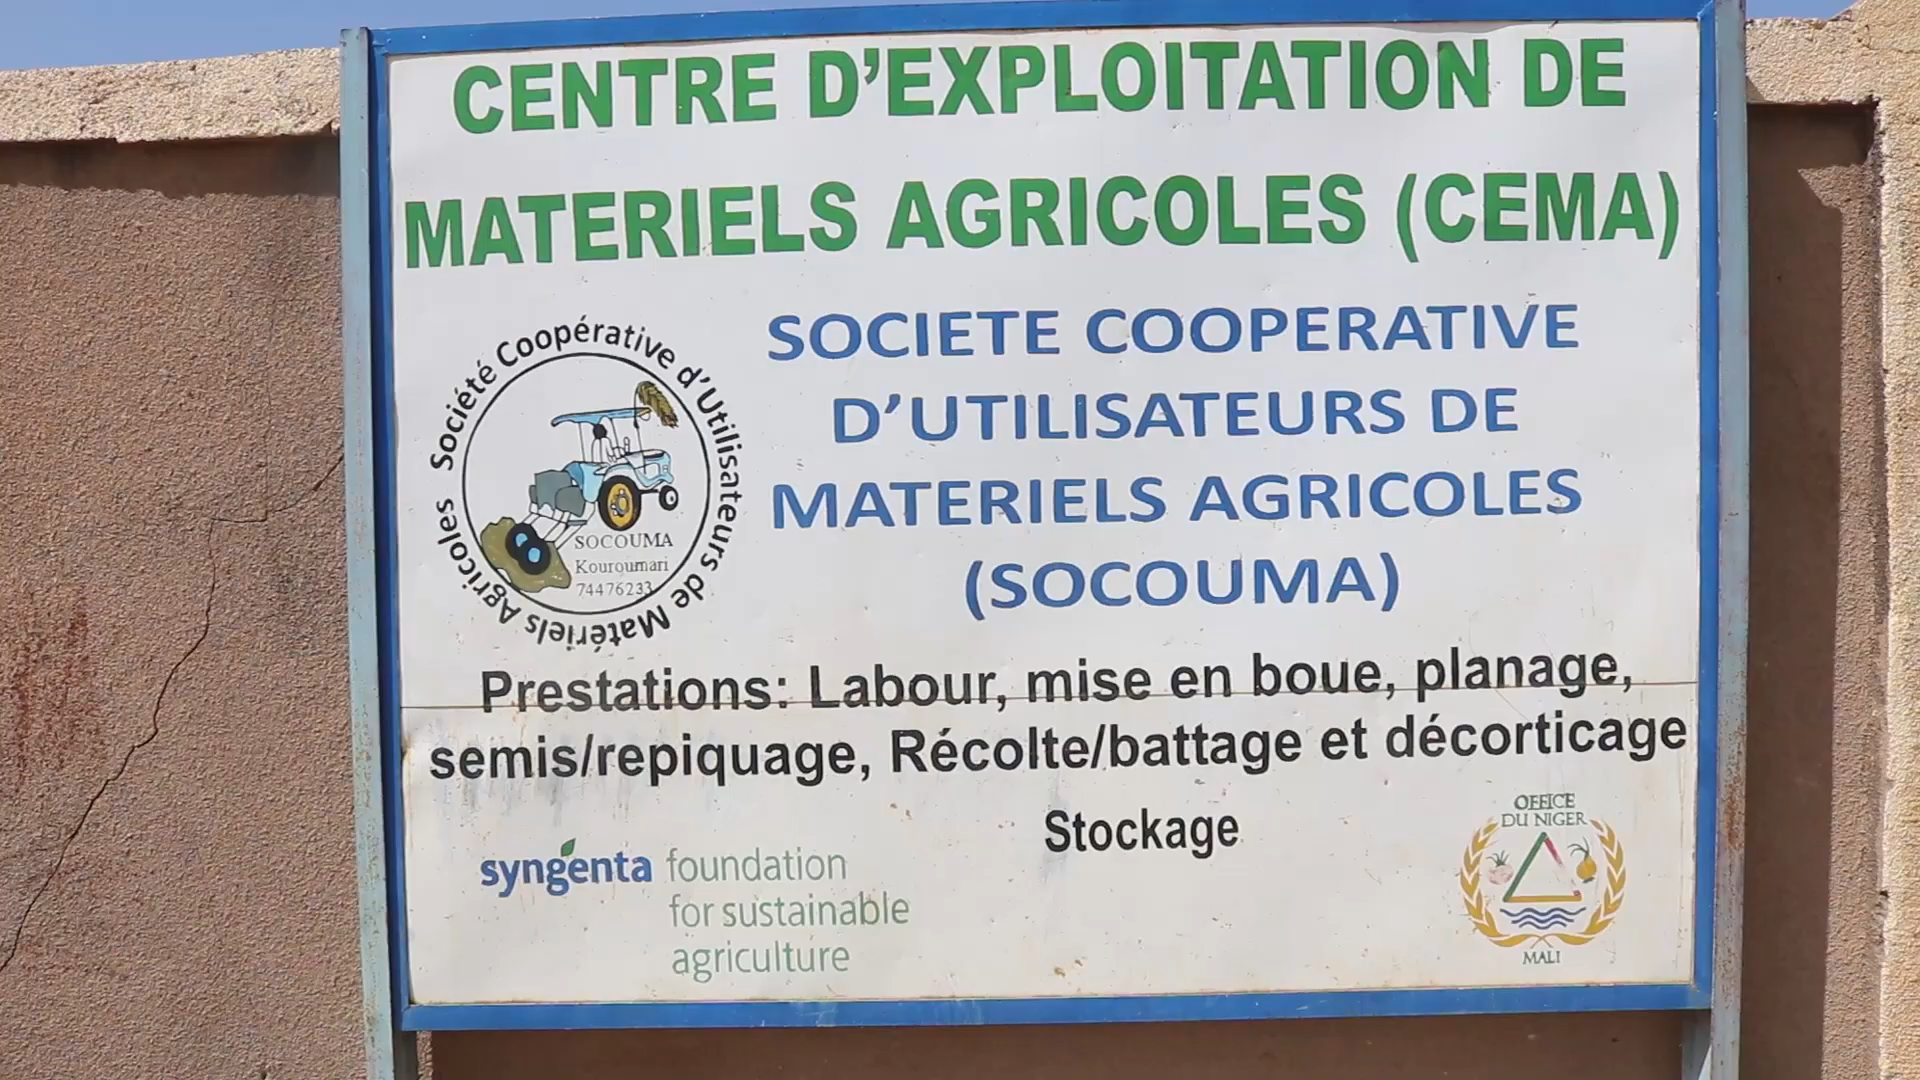 CENTRE D'EXPLOITATION DE
MATERIELS AGRICOLES (CEMA)
Société Coopérative d'Utilisateurs de Matériels Agricoles
SOCOUMA
Kouroumari
74476233
SOCIETE COOPERATIVE
D'UTILISATEURS DE
MATERIELS AGRICOLES
(SOCOUMA)
Prestations: Labour, mise en boue, planage,
semis/repiquage, Récolte/battage et décorticage
Stockage
syngenta foundation
for sustainable
agriculture
OFFICE
DU NIGER
MALI